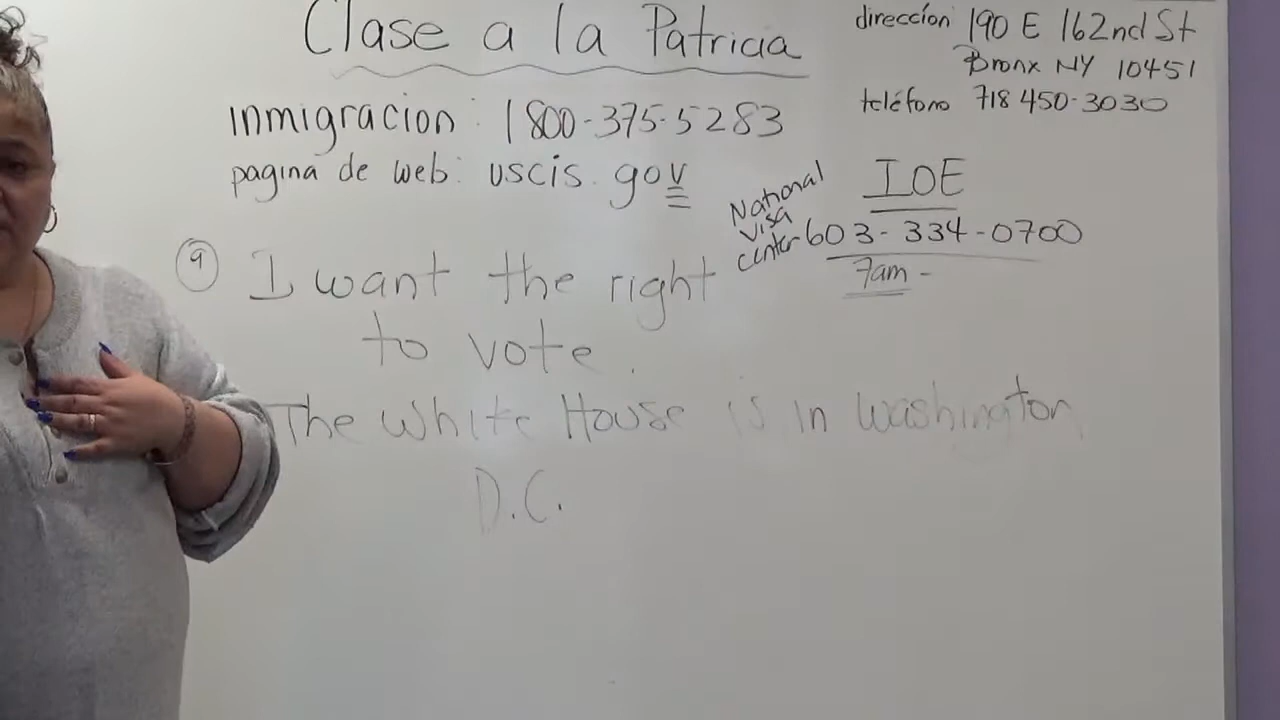 Clase a la Patricia
dirección 190 E 162nd St
Bronx NY 10451
teléfono 718 450-3030
inmigracion : 1800-375-5283
pagina de web: uscis.gov
National
Visa
Center 603-334-0700
IOE
7am -
9 I want the right
to vote.
The White House is in Washington,
D.C.